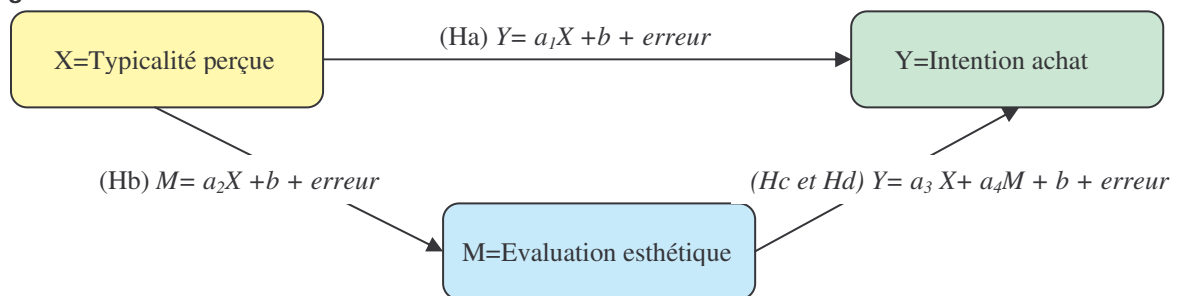 (Ha) Y= a₁X +b + erreur
X=Typicalité perçue
Y=Intention achat
(Hb) M= a₂X +b + erreur
(Hc et Hd) Y= a₃ X+ a₄M + b + erreur
M=Evaluation esthétique